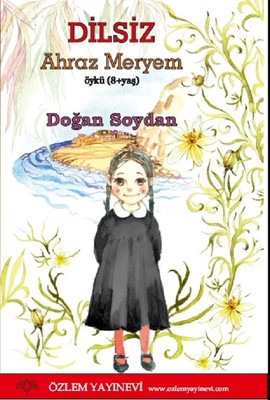 DİLSİZ
Ahraz Meryem
öykü (8+yaş)
Doğan Soydan
ÖZLEM YAYINEVİ www.ozlemyayinevi.com